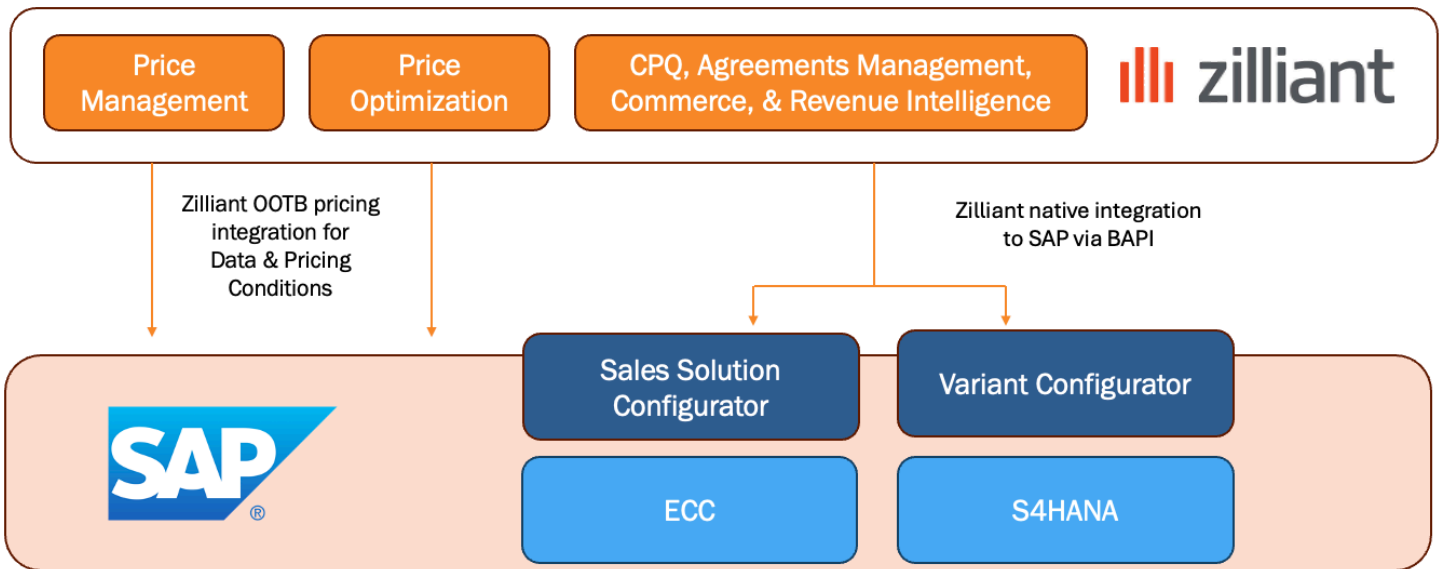 Price
Management
Price
Optimization
CPQ, Agreements Management,
Commerce, & Revenue Intelligence
zilliant
Zilliant OOTB pricing
integration for
Data & Pricing
Conditions
Zilliant native integration
to SAP via BAPI
Sales Solution
Configurator
Variant Configurator
SAP
®
ECC
S4HANA